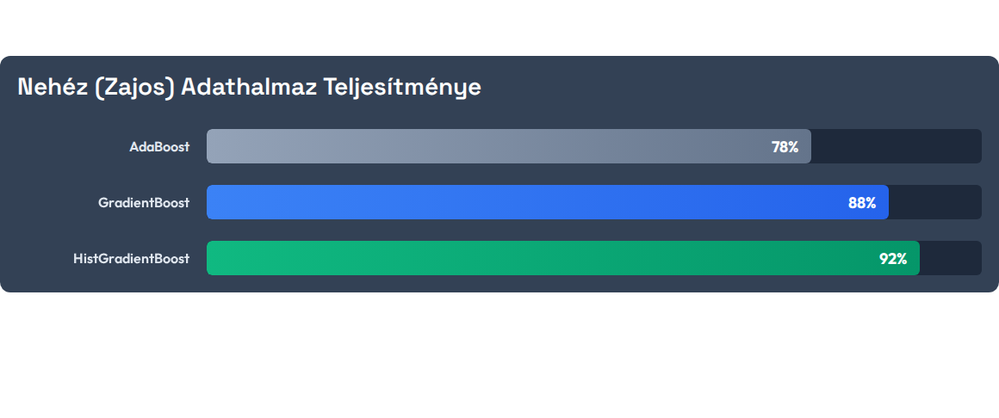 Nehéz (Zajos) Adathalmaz Teljesítménye
AdaBoost 78%
GradientBoost 88%
HistGradientBoost 92%